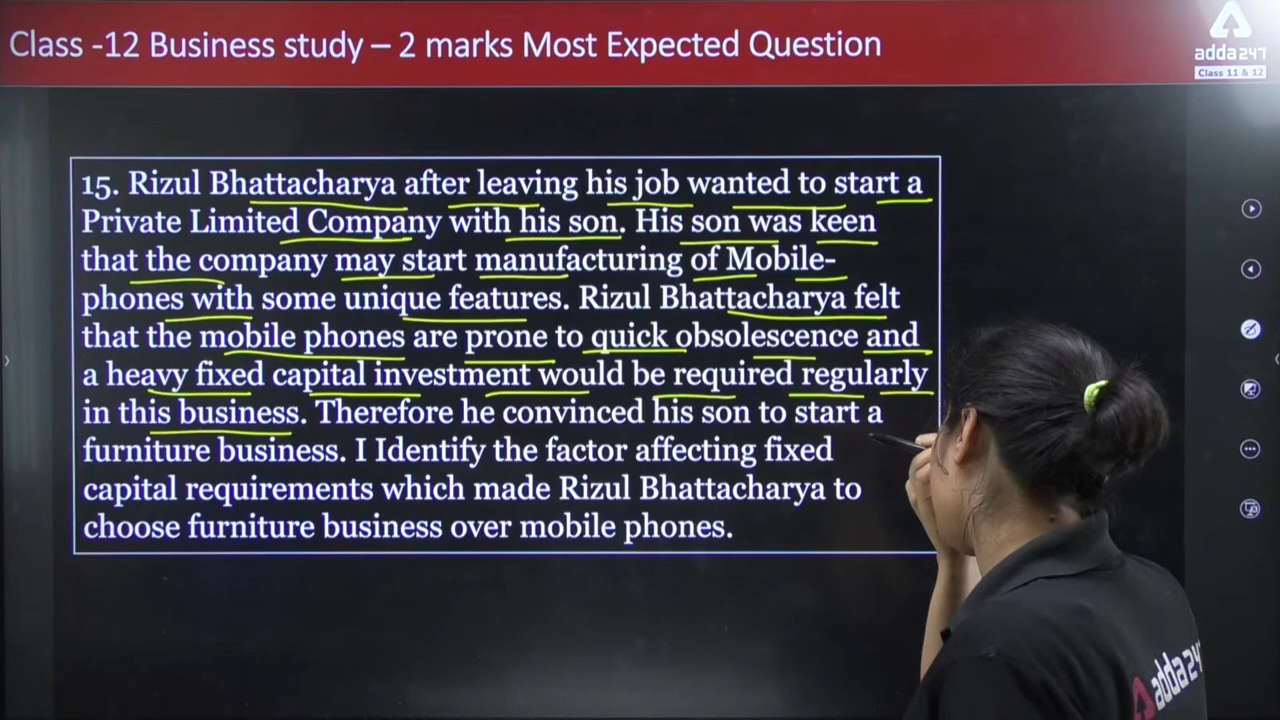 Class -12 Business study – 2 marks Most Expected Question
adda247
Class 11 & 12
15. Rizul Bhattacharya after leaving his job wanted to start a
Private Limited Company with his son. His son was keen
that the company may start manufacturing of Mobile-
phones with some unique features. Rizul Bhattacharya felt
that the mobile phones are prone to quick obsolescence and
a heavy fixed capital investment would be required regularly
in this business. Therefore he convinced his son to start a
furniture business. I Identify the factor affecting fixed
capital requirements which made Rizul Bhattacharya to
choose furniture business over mobile phones.
adda24